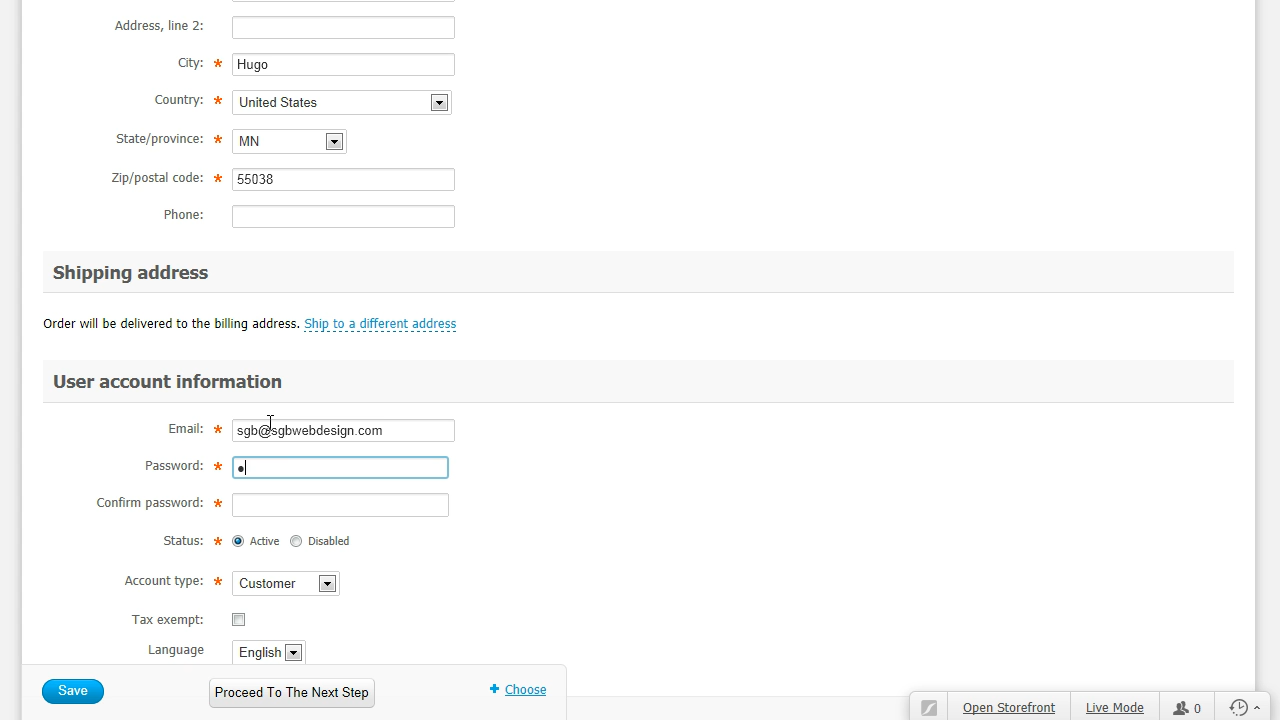 Address, line 2:
City: * Hugo
Country: * United States
State/province: * MN
Zip/postal code: * 55038
Phone:
Shipping address
Order will be delivered to the billing address. Ship to a different address
User account information
Email: * sgb@sgbwebdesign.com
Password: * ●
Confirm password: *
Status: * Active Disabled
Account type: * Customer
Tax exempt:
Language English
Save Proceed To The Next Step + Choose
Open Storefront Live Mode 0